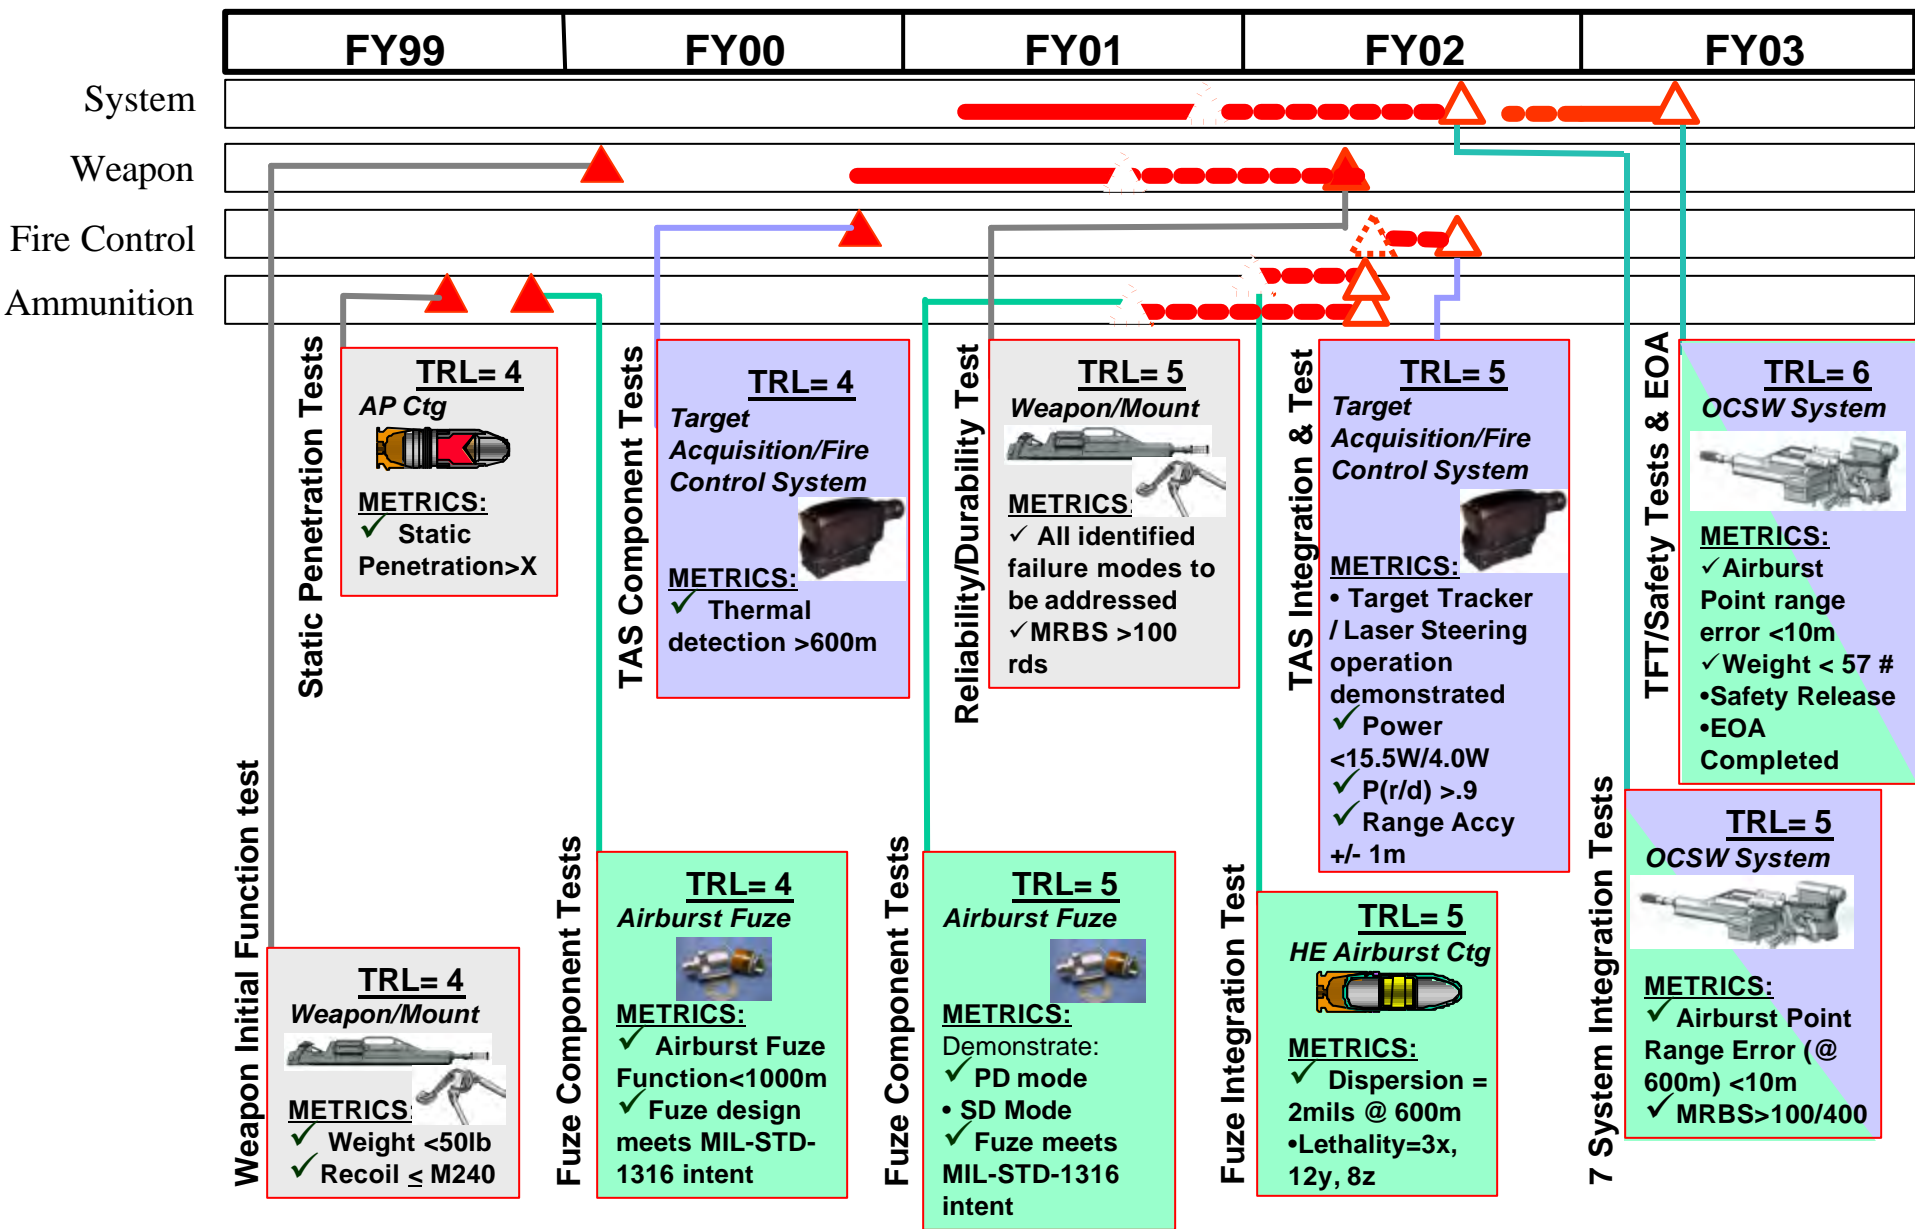 FY99 FY00 FY01 FY02 FY03
System
Weapon
Fire Control
Ammunition
Static Penetration Tests
TRL= 4
AP Ctg
METRICS:
✓ Static
Penetration>X
TAS Component Tests
TRL= 4
Target
Acquisition/Fire
Control System
METRICS:
✓ Thermal
detection >600m
Reliability/Durability Test
TRL= 5
Weapon/Mount
METRICS:
✓ All identified
failure modes to
be addressed
✓MRBS >100
rds
TAS Integration & Test
TRL= 5
Target
Acquisition/Fire
Control System
METRICS:
• Target Tracker
/ Laser Steering
operation
demonstrated
✓ Power
<15.5W/4.0W
✓ P(r/d) >.9
✓ Range Accy
+/- 1m
TFT/Safety Tests & EOA
TRL= 6
OCSW System
METRICS:
✓Airburst
Point range
error <10m
✓Weight < 57 #
•Safety Release
•EOA
Completed
Weapon Initial Function test
TRL= 4
Weapon/Mount
METRICS:
✓ Weight <50lb
✓ Recoil ≤ M240
Fuze Component Tests
TRL= 4
Airburst Fuze
METRICS:
✓ Airburst Fuze
Function<1000m
✓ Fuze design
meets MIL-STD-
1316 intent
Fuze Component Tests
TRL= 5
Airburst Fuze
METRICS:
Demonstrate:
✓ PD mode
• SD Mode
✓ Fuze meets
MIL-STD-1316
intent
Fuze Integration Test
TRL= 5
HE Airburst Ctg
METRICS:
✓ Dispersion =
2mils @ 600m
•Lethality=3x,
12y, 8z
7 System Integration Tests
TRL= 5
OCSW System
METRICS:
✓ Airburst Point
Range Error (@
600m) <10m
✓ MRBS>100/400